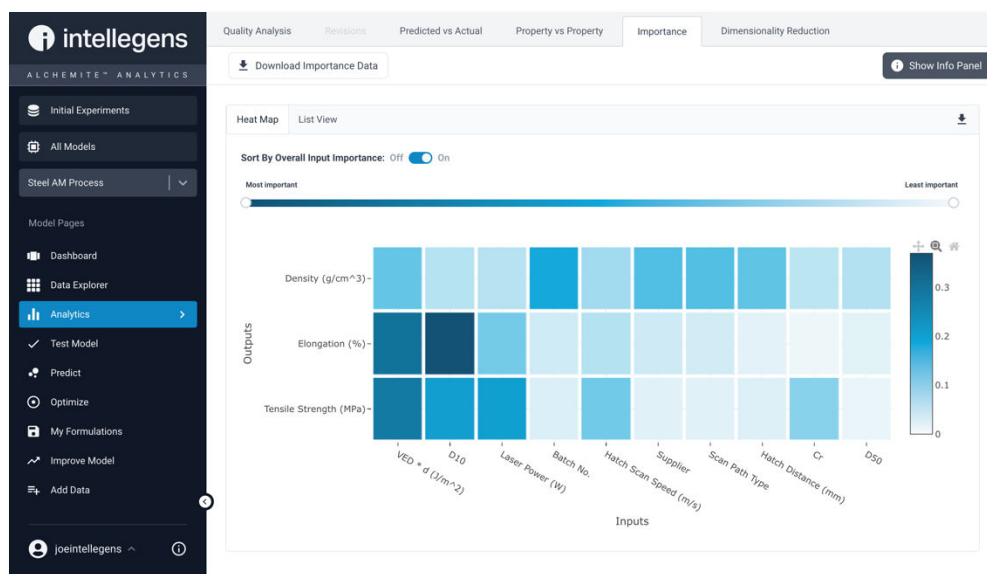 intellegens
ALCHEMITE™ ANALYTICS
Initial Experiments
All Models
Steel AM Process
Model Pages
Dashboard
Data Explorer
Analytics
Test Model
Predict
Optimize
My Formulations
Improve Model
Add Data
joeintellegens
Quality Analysis
Revisions
Predicted vs Actual
Property vs Property
Importance
Dimensionality Reduction
Download Importance Data
Show Info Panel
Heat Map
List View
Sort By Overall Input Importance: Off On
Most important
Least important
Outputs
Density (g/cm^3)
Elongation (%)
Tensile Strength (MPa)
VED * d (J/m^2)
D10
Laser Power (W)
Batch No.
Hatch Scan Speed (m/s)
Supplier
Scan Path Type
Hatch Distance (mm)
Cr
D50
Inputs
0.3
0.2
0.1
0